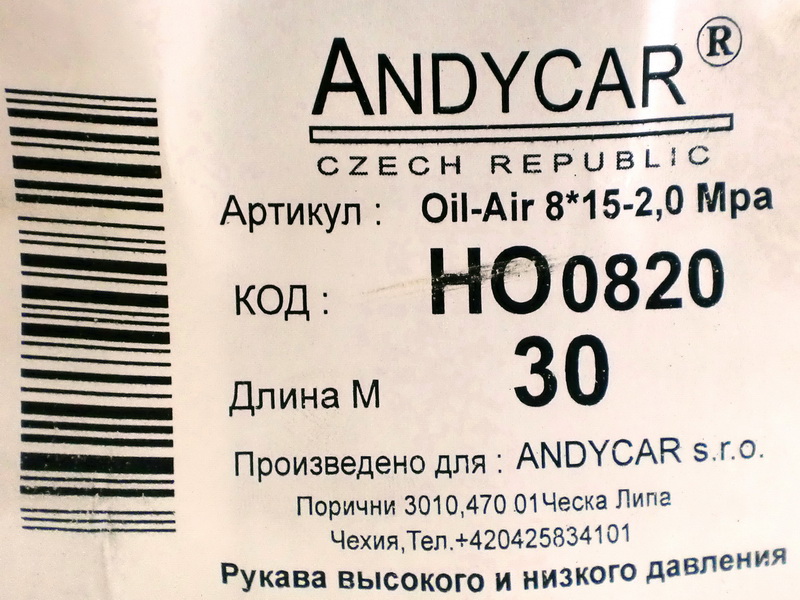 ANDYCAR®
CZECH REPUBLIC
Артикул : Oil-Air 8*15-2,0 Mpa
КОД : HO0820
Длина М 30
Произведено для : ANDYCAR s.r.o.
Порични 3010,470 01Ческа Липа
Чехия,Тел.+420425834101
Рукава высокого и низкого давления